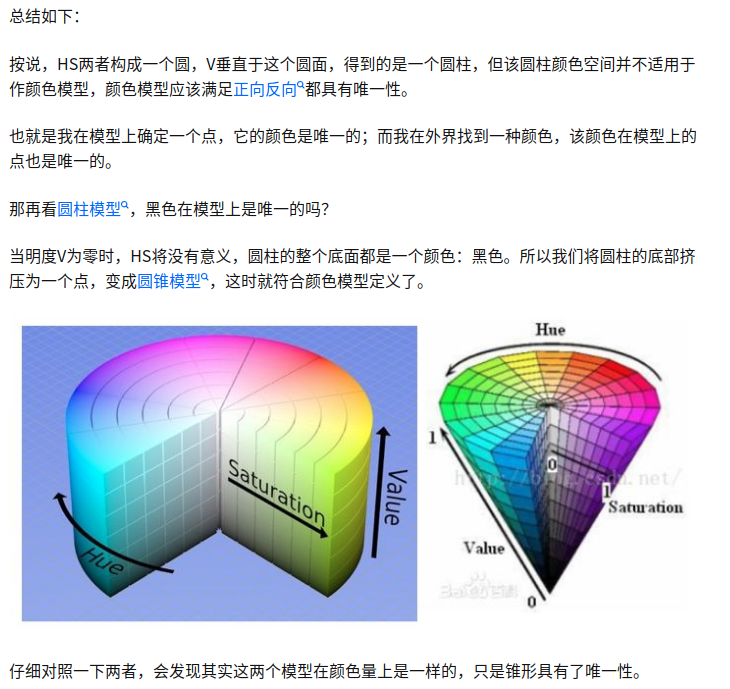 总结如下：
按说，HS两者构成一个圆，V垂直于这个圆面，得到的是一个圆柱，但该圆柱颜色空间并不适用于
作颜色模型，颜色模型应该满足正向反向都具有唯一性。
也就是我在模型上确定一个点，它的颜色是唯一的；而我在外界找到一种颜色，该颜色在模型上的
点也是唯一的。
那再看圆柱模型，黑色在模型上是唯一的吗？
当明度V为零时，HS将没有意义，圆柱的整个底面都是一个颜色：黑色。所以我们将圆柱的底部挤
压为一个点，变成圆锥模型，这时就符合颜色模型定义了。
Saturation
Value
Hue
Hue
1
0
1
Saturation
Value
0
Baidu百科
仔细对照一下两者，会发现其实这两个模型在颜色量上是一样的，只是锥形具有了唯一性。